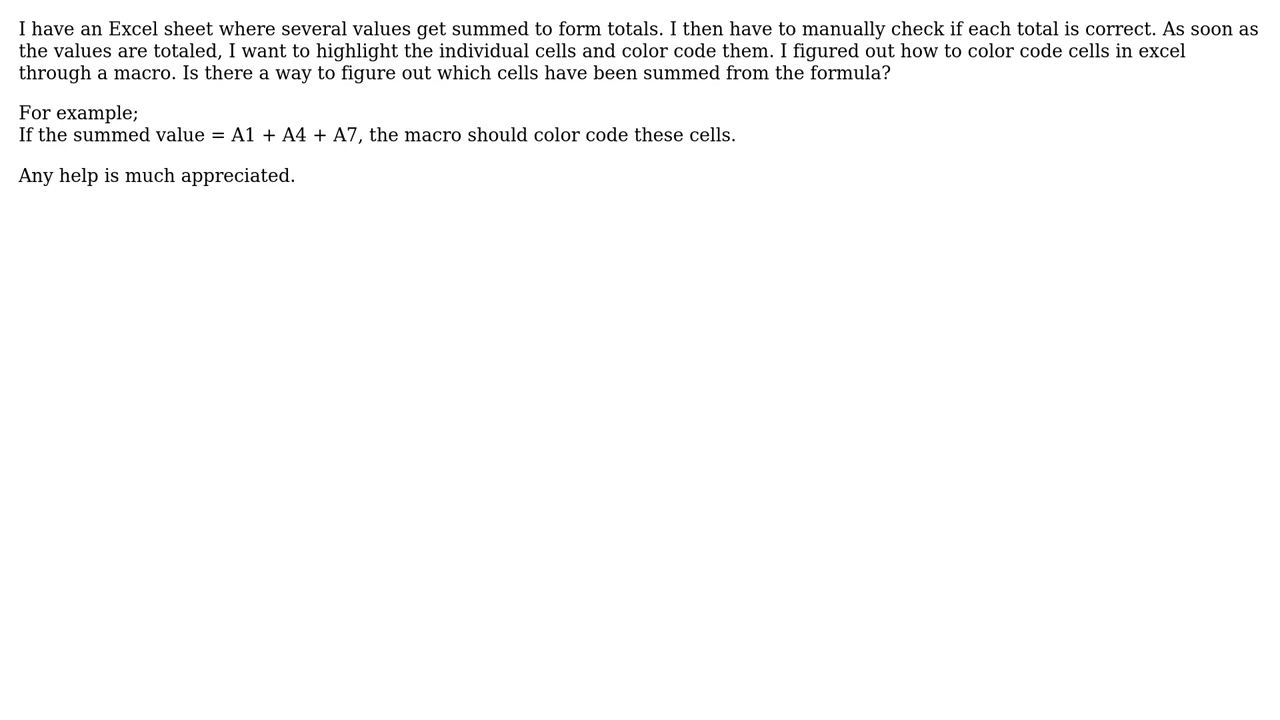 I have an Excel sheet where several values get summed to form totals. I then have to manually check if each total is correct. As soon as
the values are totaled, I want to highlight the individual cells and color code them. I figured out how to color code cells in excel
through a macro. Is there a way to figure out which cells have been summed from the formula?
For example;
If the summed value = A1 + A4 + A7, the macro should color code these cells.
Any help is much appreciated.